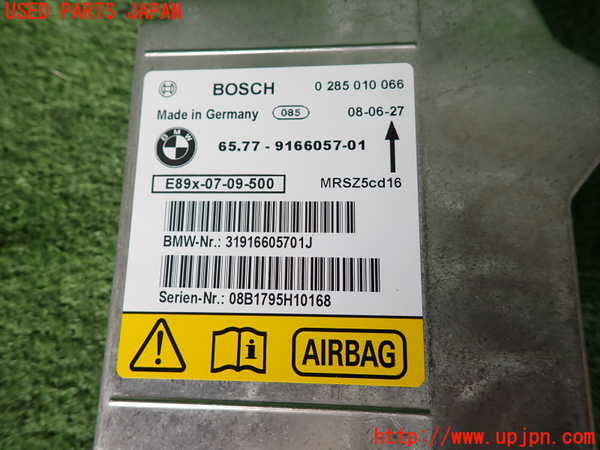 USED PARTS JAPAN
BOSCH
0 285 010 066
Made in Germany
085
08-06-27
BMW
65.77 - 9166057-01
E89x-07-09-500
MRSZ5cd16
BMW-Nr.: 31916605701J
Serien-Nr.: 08B1795H10168
AIRBAG
http://www.upjpn.com/